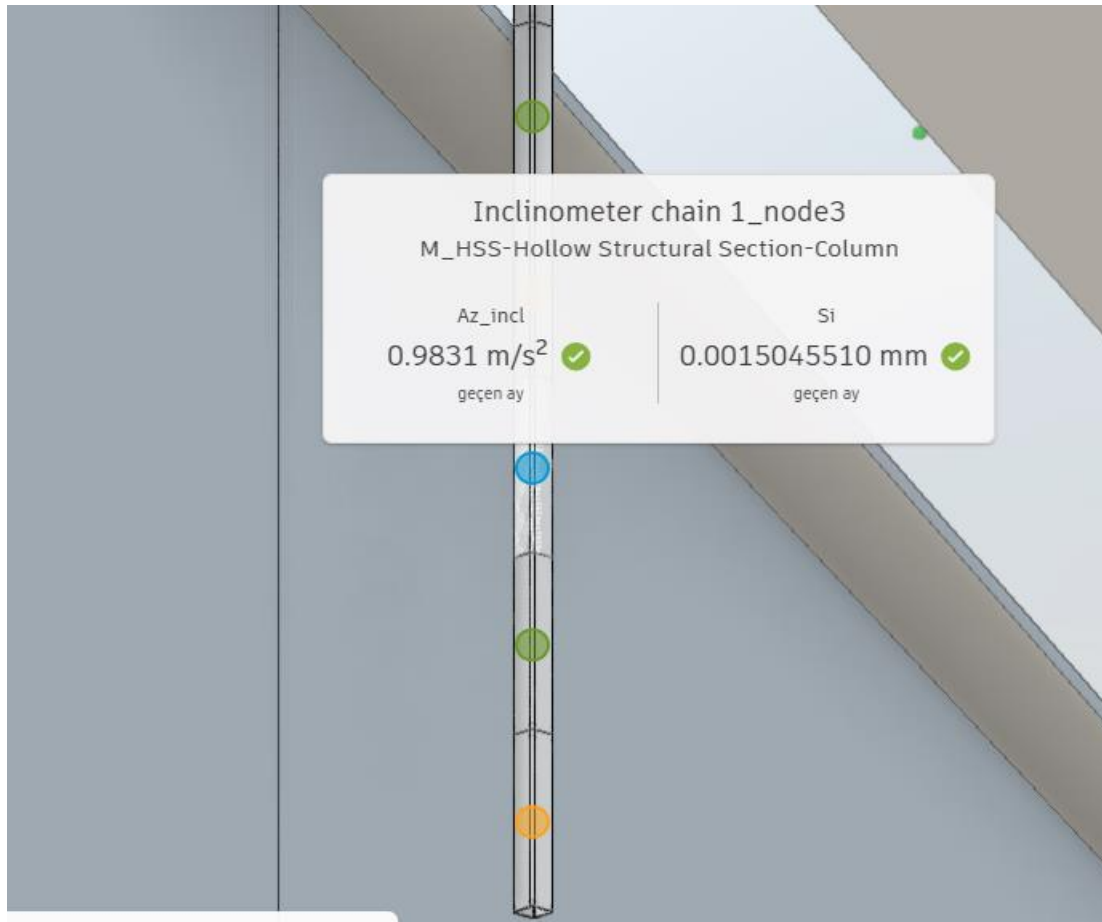 Inclinometer chain 1_node3
M_HSS-Hollow Structural Section-Column
Az_incl
0.9831 m/s²
geçen ay
Si
0.0015045510 mm
geçen ay